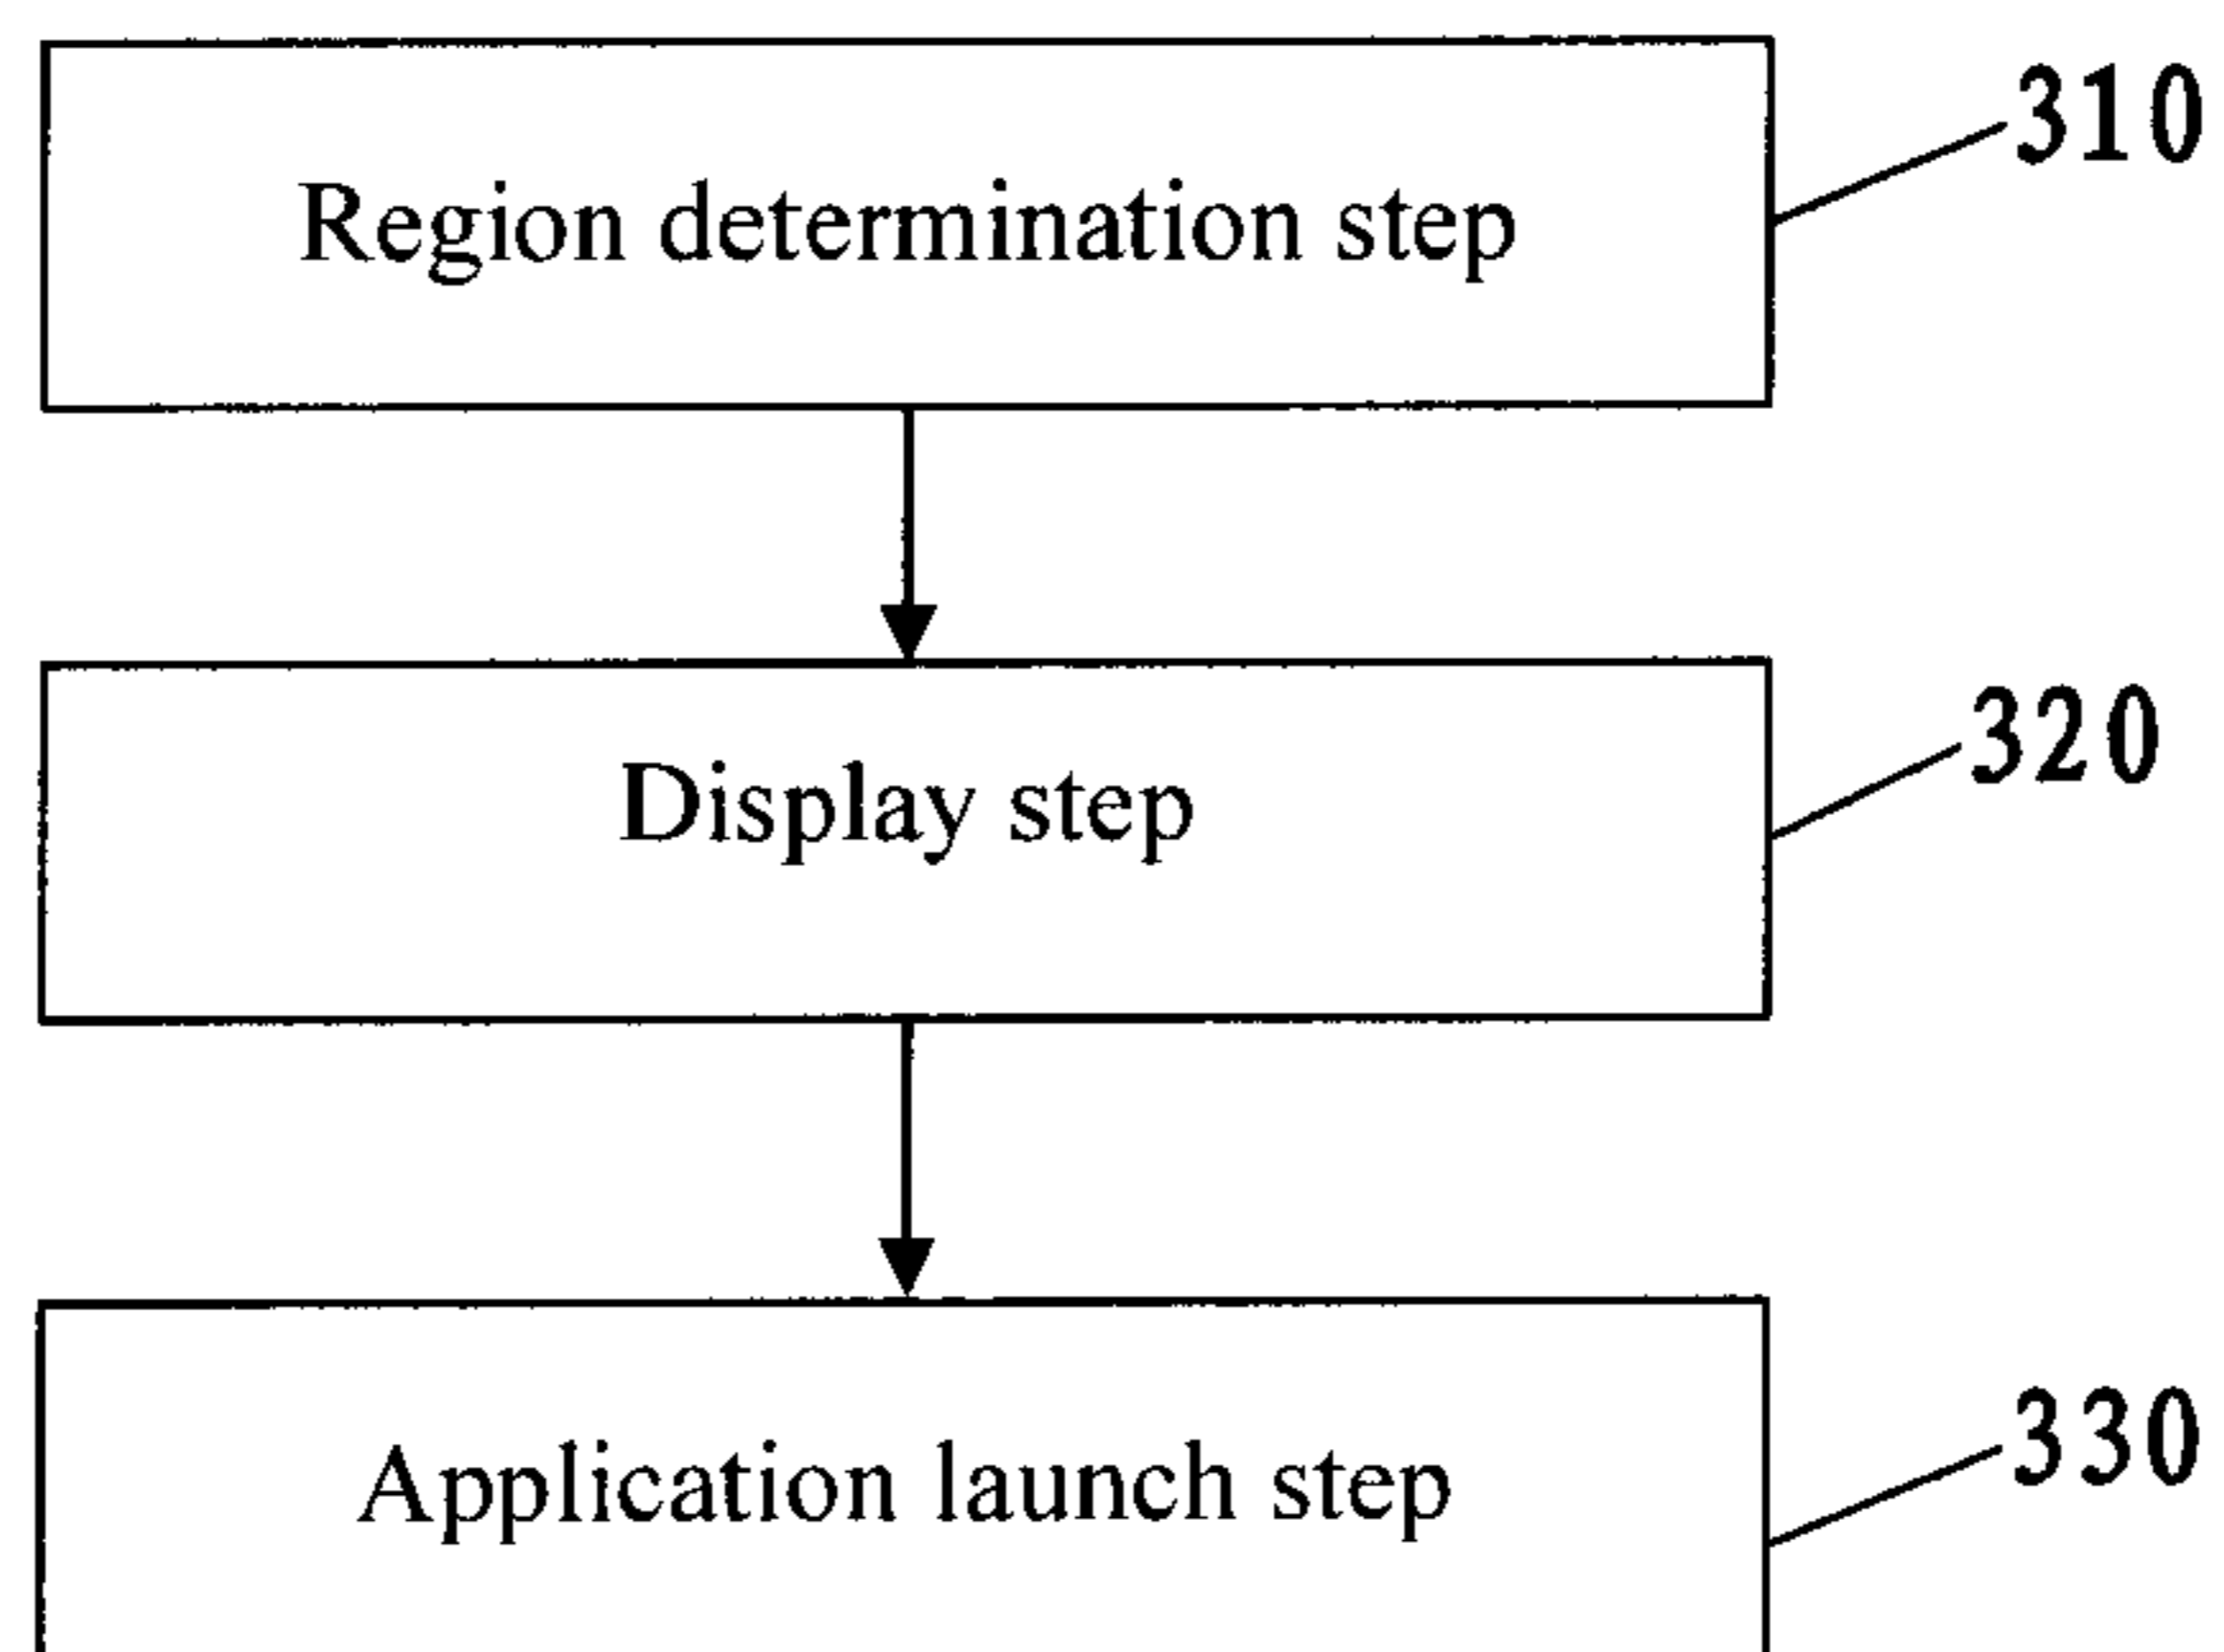 310
Region determination step
320
Display step
330
Application launch step